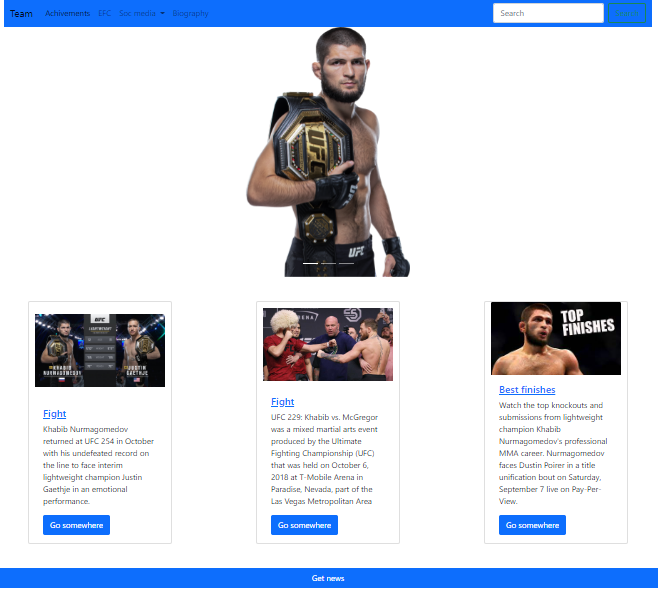 Team Achivements EFC Soc media Biography Search
UFC
UFC
UFC
LIGHTWEIGHT
KHABIB
NURMAGOMEDOV
JUSTIN
GAETHJE
Fight
Khabib Nurmagomedov
returned at UFC 254 in October
with his undefeated record on
the line to face interim
lightweight champion Justin
Gaethje in an emotional
performance.
Go somewhere
ARENA
Fight
UFC 229: Khabib vs. McGregor
was a mixed martial arts event
produced by the Ultimate
Fighting Championship (UFC)
that was held on October 6,
2018 at T-Mobile Arena in
Paradise, Nevada, part of the
Las Vegas Metropolitan Area
Go somewhere
TOP
FINISHES
Best finishes
Watch the top knockouts and
submissions from lightweight
champion Khabib
Nurmagomedov's professional
MMA career. Nurmagomedov
faces Dustin Poirer in a title
unification bout on Saturday,
September 7 live on Pay-Per-
View.
Go somewhere
Get news